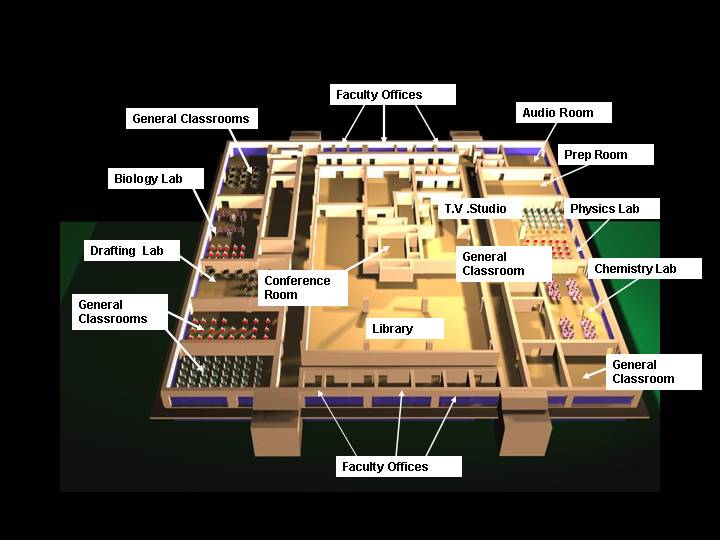 Faculty Offices
General Classrooms
Audio Room
Prep Room
Biology Lab
T.V .Studio
Physics Lab
Drafting Lab
General
Classroom
Chemistry Lab
Conference
Room
General
Classrooms
Library
General
Classroom
Faculty Offices